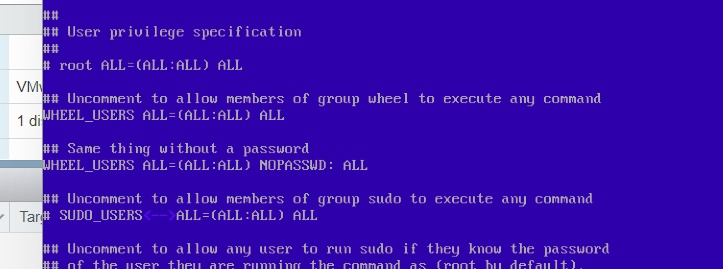 ##
## User privilege specification
##
# root ALL=(ALL:ALL) ALL
## Uncomment to allow members of group wheel to execute any command
WHEEL_USERS ALL=(ALL:ALL) ALL
## Same thing without a password
WHEEL_USERS ALL=(ALL:ALL) NOPASSWD: ALL
## Uncomment to allow members of group sudo to execute any command
# SUDO_USERS<-->ALL=(ALL:ALL) ALL
## Uncomment to allow any user to run sudo if they know the password
## of the user they are running the command as (root by default).
VMw
1 di
Targ